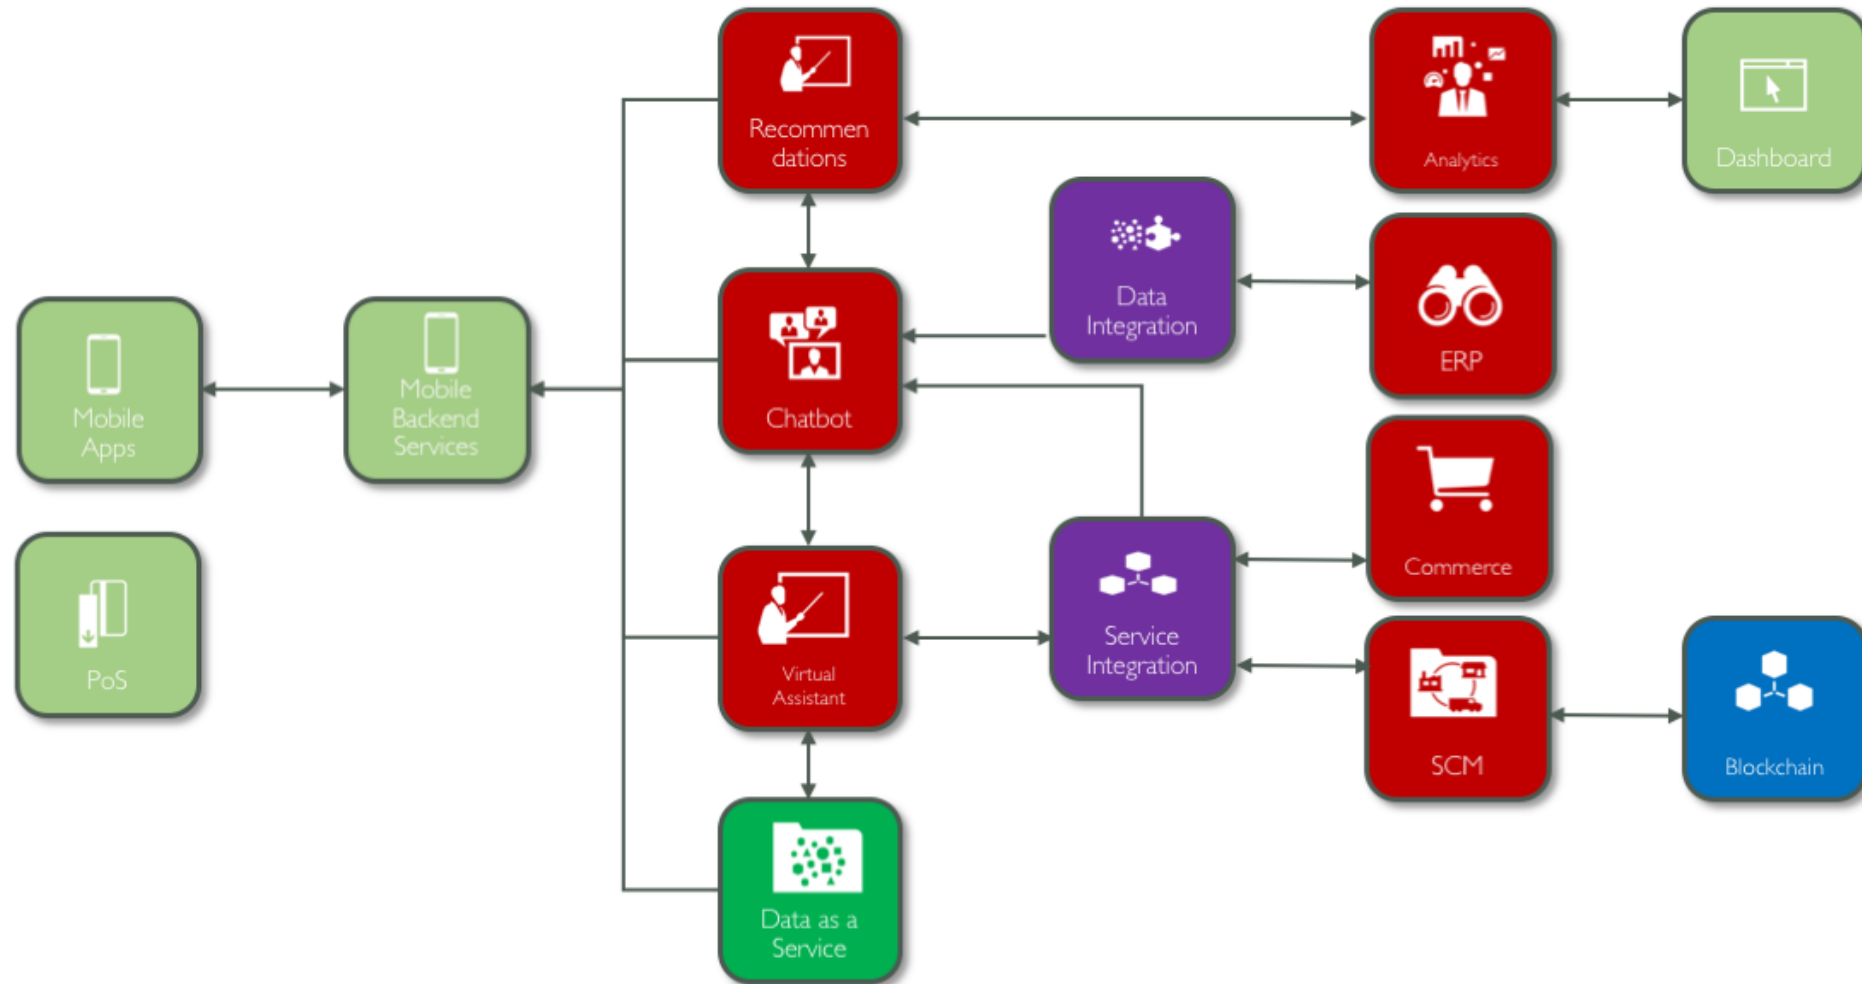 Recommen
dations
Analytics
Dashboard
Data
Integration
ERP
Mobile
Apps
Mobile
Backend
Services
Chatbot
Commerce
PoS
Virtual
Assistant
Service
Integration
SCM
Blockchain
Data as a
Service